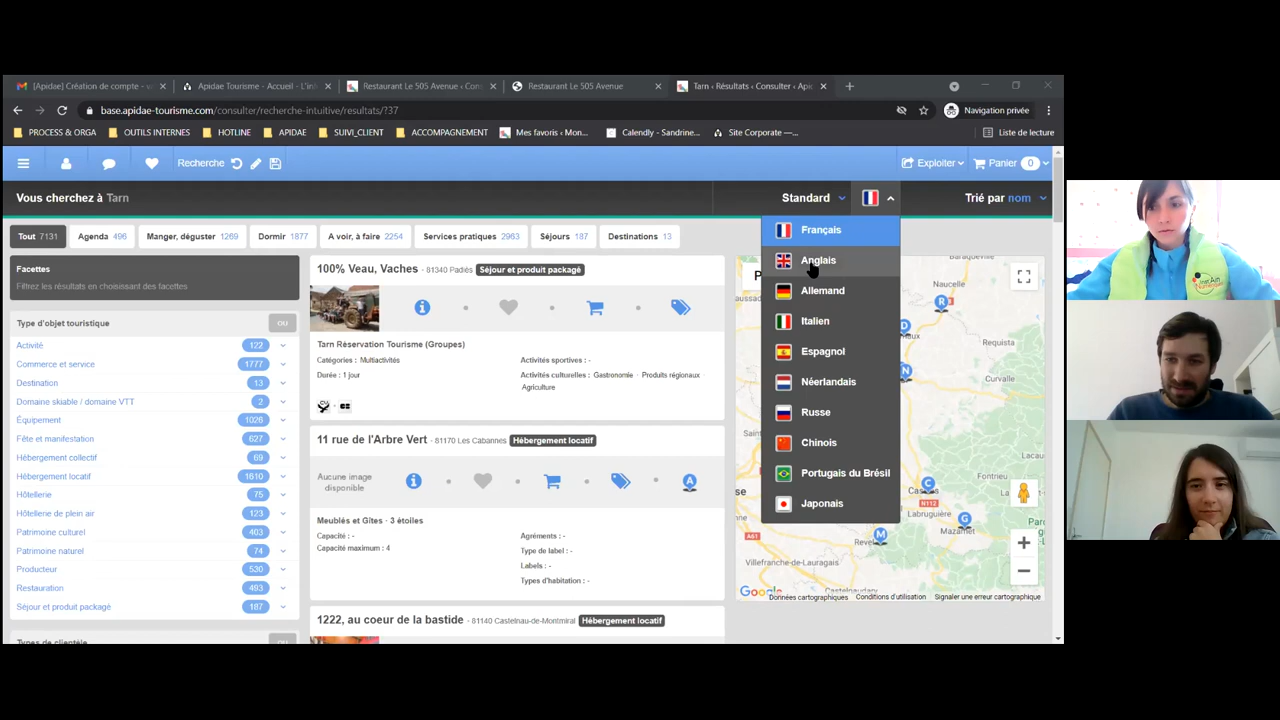 [Apidae] Création de compte - w
Apidae Tourisme - Accueil - L'in
Restaurant Le 505 Avenue ‹ Con
Restaurant Le 505 Avenue
Tarn ‹ Résultats ‹ Consulter ‹ Api
base.apidae-tourisme.com/consulter/recherche-intuitive/resultats/?37
Navigation privée
PROCESS & ORGA
OUTILS INTERNES
HOTLINE
APIDAE
SUIVI_CLIENT
ACCOMPAGNEMENT
Mes favoris ‹ Mon...
Calendly - Sandrine...
Site Corporate —...
Liste de lecture
Recherche
Exploiter
Panier 0
Vous cherchez à Tarn
Standard
Trié par nom
Tout 7131
Agenda 496
Manger, déguster 1269
Dormir 1877
A voir, à faire 2254
Services pratiques 2963
Séjours 187
Destinations 13
Français
Anglais
Allemand
Italien
Espagnol
Néerlandais
Russe
Chinois
Portugais du Brésil
Japonais
Facettes
Filtrez les résultats en choisissant des facettes
Type d'objet touristique
OU
Activité 122
Commerce et service 1777
Destination 13
Domaine skiable / domaine VTT 2
Équipement 1026
Fête et manifestation 627
Hébergement collectif 69
Hébergement locatif 1610
Hôtellerie 75
Hôtellerie de plein air 123
Patrimoine culturel 403
Patrimoine naturel 74
Producteur 530
Restauration 493
Séjour et produit packagé 187
Types de clientèle
OU
100% Veau, Vaches - 81340 Padiès Séjour et produit packagé
Tarn Réservation Tourisme (Groupes)
Catégories : Multiactivités
Durée : 1 jour
Activités sportives : -
Activités culturelles : Gastronomie · Produits régionaux ·
Agriculture
11 rue de l'Arbre Vert - 81170 Les Cabannes Hébergement locatif
Aucune image
disponible
A
Meublés et Gîtes · 3 étoiles
Capacité : -
Capacité maximum : 4
Agréments : -
Type de label : -
Labels : -
Types d'habitation : -
1222, au coeur de la bastide - 81140 Castelnau-de-Montmiral Hébergement locatif
P
Baraqueville
Naucelle
R
D
Réquista
N
Curvalle
Lacaune
Fontrieu
C
N112
Labruguière
G
Mazamet
M
Revel
A61
Villefranche-de-Lauragais
Castelnaudary
Google
Données cartographiques
Conditions d'utilisation
Signaler une erreur cartographique